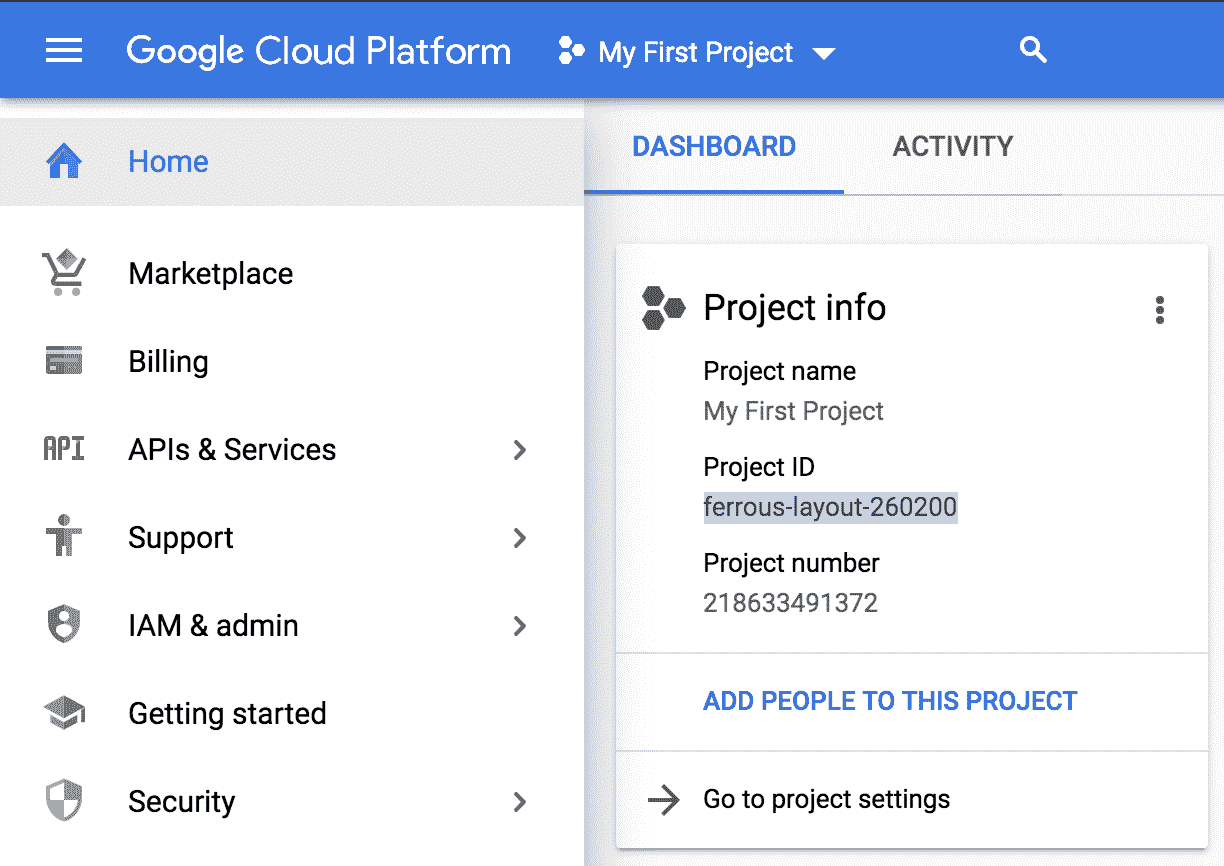 Google Cloud Platform My First Project
Home
Marketplace
Billing
API APIs & Services
Support
IAM & admin
Getting started
Security
DASHBOARD ACTIVITY
Project info
Project name
My First Project
Project ID
ferrous-layout-260200
Project number
218633491372
ADD PEOPLE TO THIS PROJECT
Go to project settings